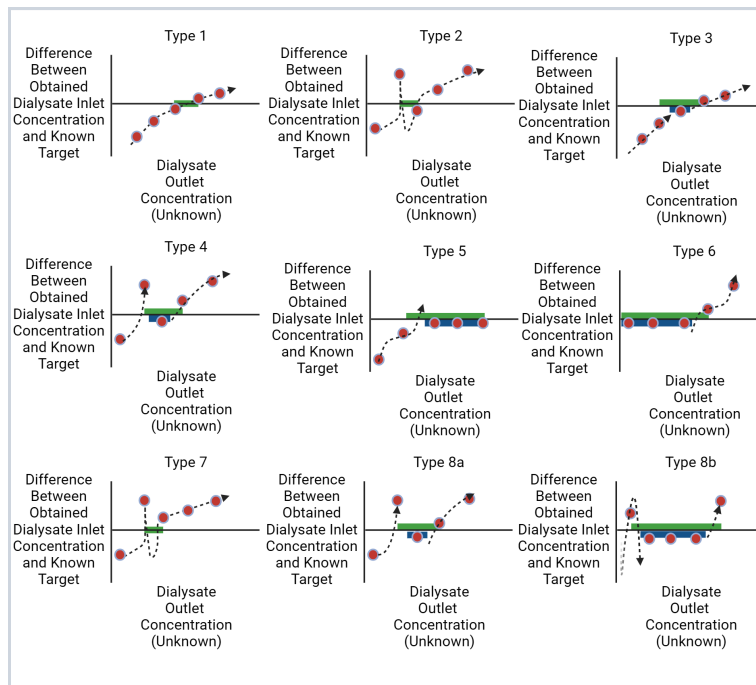 Type 1
Difference
Between
Obtained
Dialysate Inlet
Concentration
and Known
Target
Dialysate
Outlet
Concentration
(Unknown)
Type 2
Difference
Between
Obtained
Dialysate Inlet
Concentration
and Known
Target
Dialysate
Outlet
Concentration
(Unknown)
Type 3
Difference
Between
Obtained
Dialysate Inlet
Concentration
and Known
Target
Dialysate
Outlet
Concentration
(Unknown)
Type 4
Difference
Between
Obtained
Dialysate Inlet
Concentration
and Known
Target
Dialysate
Outlet
Concentration
(Unknown)
Type 5
Difference
Between
Obtained
Dialysate Inlet
Concentration
and Known
Target
Dialysate
Outlet
Concentration
(Unknown)
Type 6
Difference
Between
Obtained
Dialysate Inlet
Concentration
and Known
Target
Dialysate
Outlet
Concentration
(Unknown)
Type 7
Difference
Between
Obtained
Dialysate Inlet
Concentration
and Known
Target
Dialysate
Outlet
Concentration
(Unknown)
Type 8a
Difference
Between
Obtained
Dialysate Inlet
Concentration
and Known
Target
Dialysate
Outlet
Concentration
(Unknown)
Type 8b
Difference
Between
Obtained
Dialysate Inlet
Concentration
and Known
Target
Dialysate
Outlet
Concentration
(Unknown)